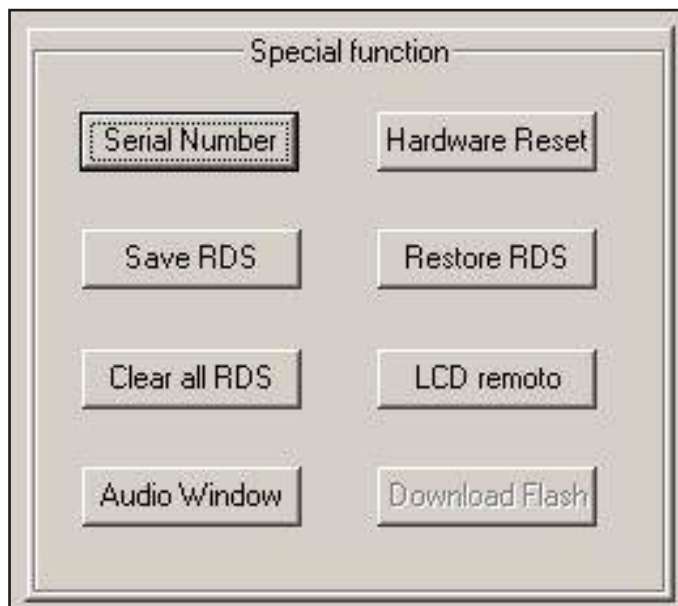 Special function
Serial Number
Hardware Reset
Save RDS
Restore RDS
Clear all RDS
LCD remoto
Audio Window
Download Flash